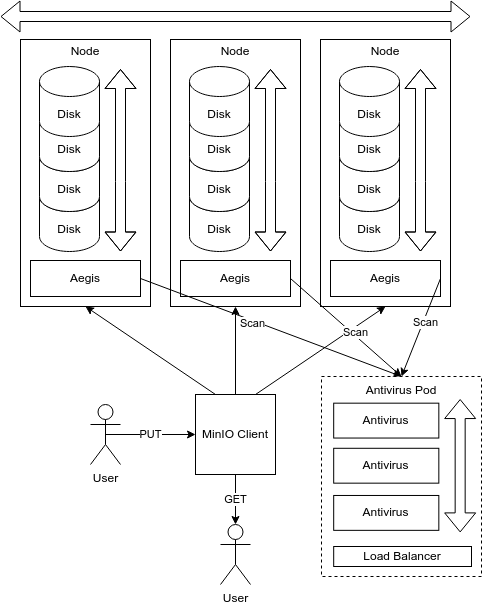 Node
Node
Node
Disk
Disk
Disk
Disk
Disk
Disk
Disk
Disk
Disk
Disk
Disk
Disk
Aegis
Aegis
Aegis
Scan
Scan
Scan
Antivirus Pod
Antivirus
Antivirus
Antivirus
Load Balancer
PUT
MinIO Client
User
GET
User